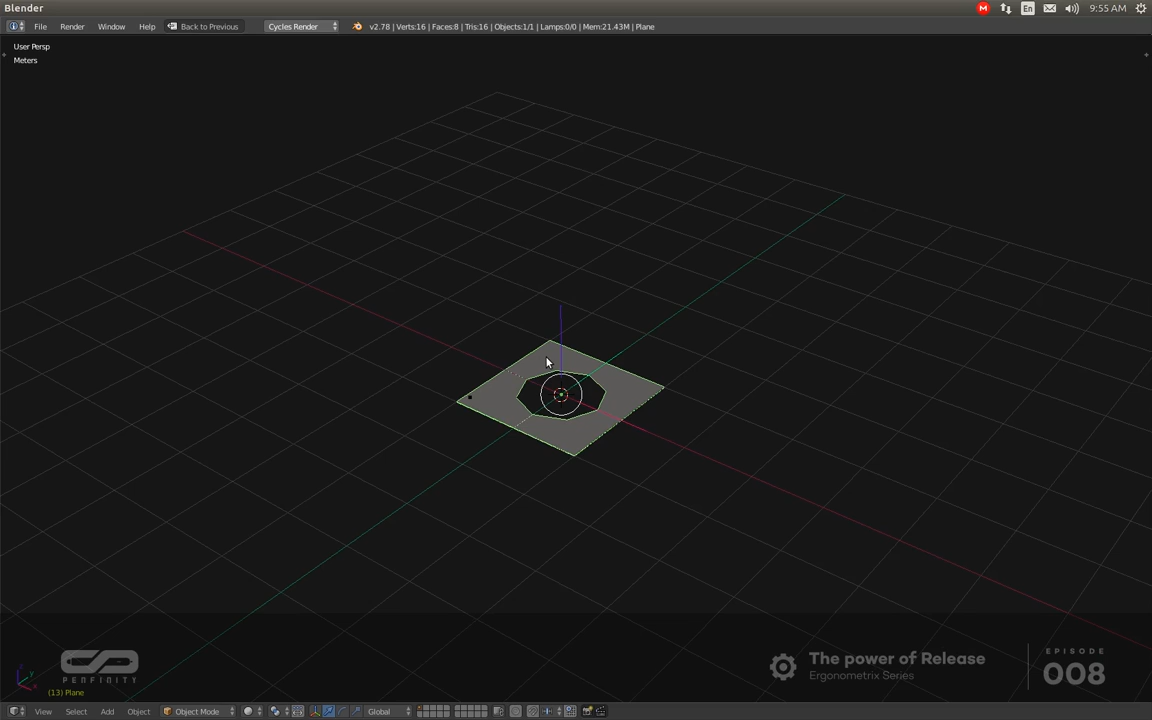 Blender
M
En
9:55 AM
File Render Window Help Back to Previous Cycles Render v2.78 | Verts:16 | Faces:8 | Tris:16 | Objects:1/1 | Lamps:0/0 | Mem:21.43M | Plane
User Persp
Meters
EPISODE
The power of Release
Ergonometrix Series
008
PENFINITY
(13) Plane
View Select Add Object Object Mode Global